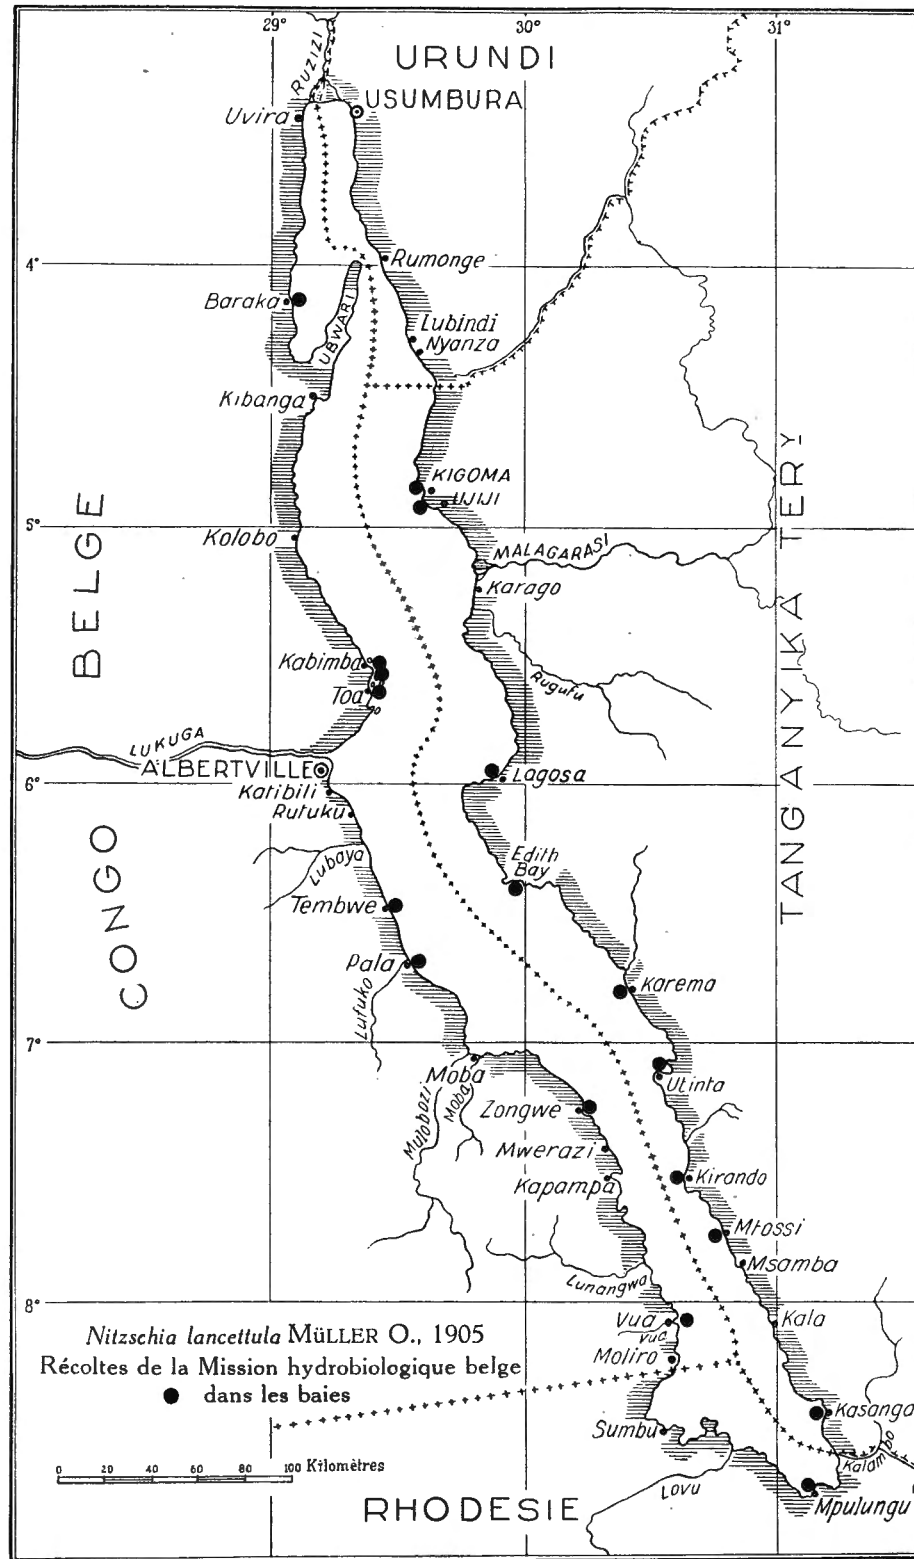 29° 30° 31°
RUZIZI
URUNDI
USUMBURA
Uvira
4°
Rumonge
Baraka
UBWARI
Lubindi
Nyanza
Kibanga
KIGOMA
UJIJI
5°
Kolobo
MALAGARASI
Karago
BELGE
TANGANYIKA TERY
Kabimba
Toa
Rugufu
LUKUGA
ALBERTVILLE
Lagosa
6°
Katibili
Rutuku
Lubaya
Edith
Bay
Tembwe
CONGO
Pala
Karema
Lufuko
7°
Moba
Utinta
Mulobozi
Moba
Zongwe
Mwerazi
Kapampa
Kirando
Mtossi
Msamba
Lunangwa
8°
Vua
Vua
Kala
Moliro
Nitzschia lancettula MÜLLER O., 1905
Récoltes de la Mission hydrobiologique belge
● dans les baies
Kasanga
Sumbu
Kalambo
0 20 40 60 80 100 Kilomètres
Lovu
Mpulungu
RHODESIE